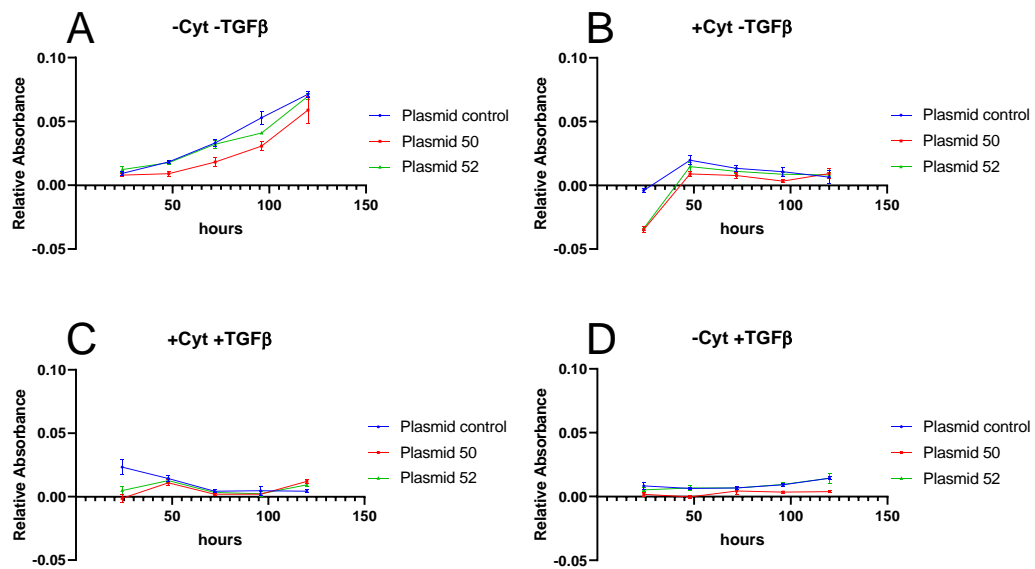 A
-Cyt -TGFβ
0.10
0.05
0.00
-0.05
Relative Absorbance
50
100
150
hours
Plasmid control
Plasmid 50
Plasmid 52
B
+Cyt -TGFβ
0.10
0.05
0.00
-0.05
Relative Absorbance
50
100
150
hours
Plasmid control
Plasmid 50
Plasmid 52
C
+Cyt +TGFβ
0.10
0.05
0.00
-0.05
Relative Absorbance
50
100
150
hours
Plasmid control
Plasmid 50
Plasmid 52
D
-Cyt +TGFβ
0.10
0.05
0.00
-0.05
Relative Absorbance
50
100
150
hours
Plasmid control
Plasmid 50
Plasmid 52